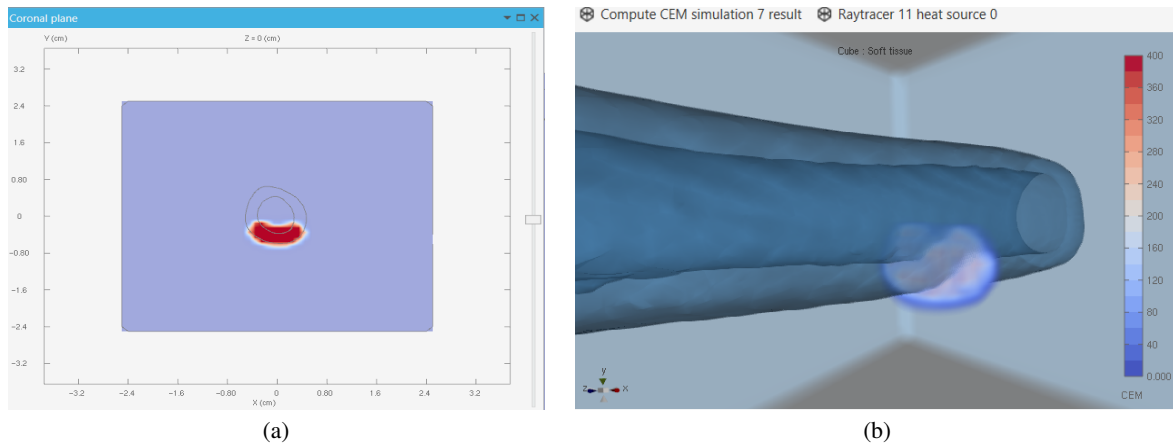 Coronal plane
Y (cm)
Z = 0 (cm)
3.2
2.4
1.6
0.80
0
-0.80
-1.6
-2.4
-3.2
-3.2
-2.4
-1.6
-0.80
0
0.80
1.6
2.4
3.2
X (cm)
(a)
Compute CEM simulation 7 result
Raytracer 11 heat source 0
Cube : Soft tissue
400
360
320
280
240
200
160
120
80
40
0.000
CEM
y
z
x
(b)